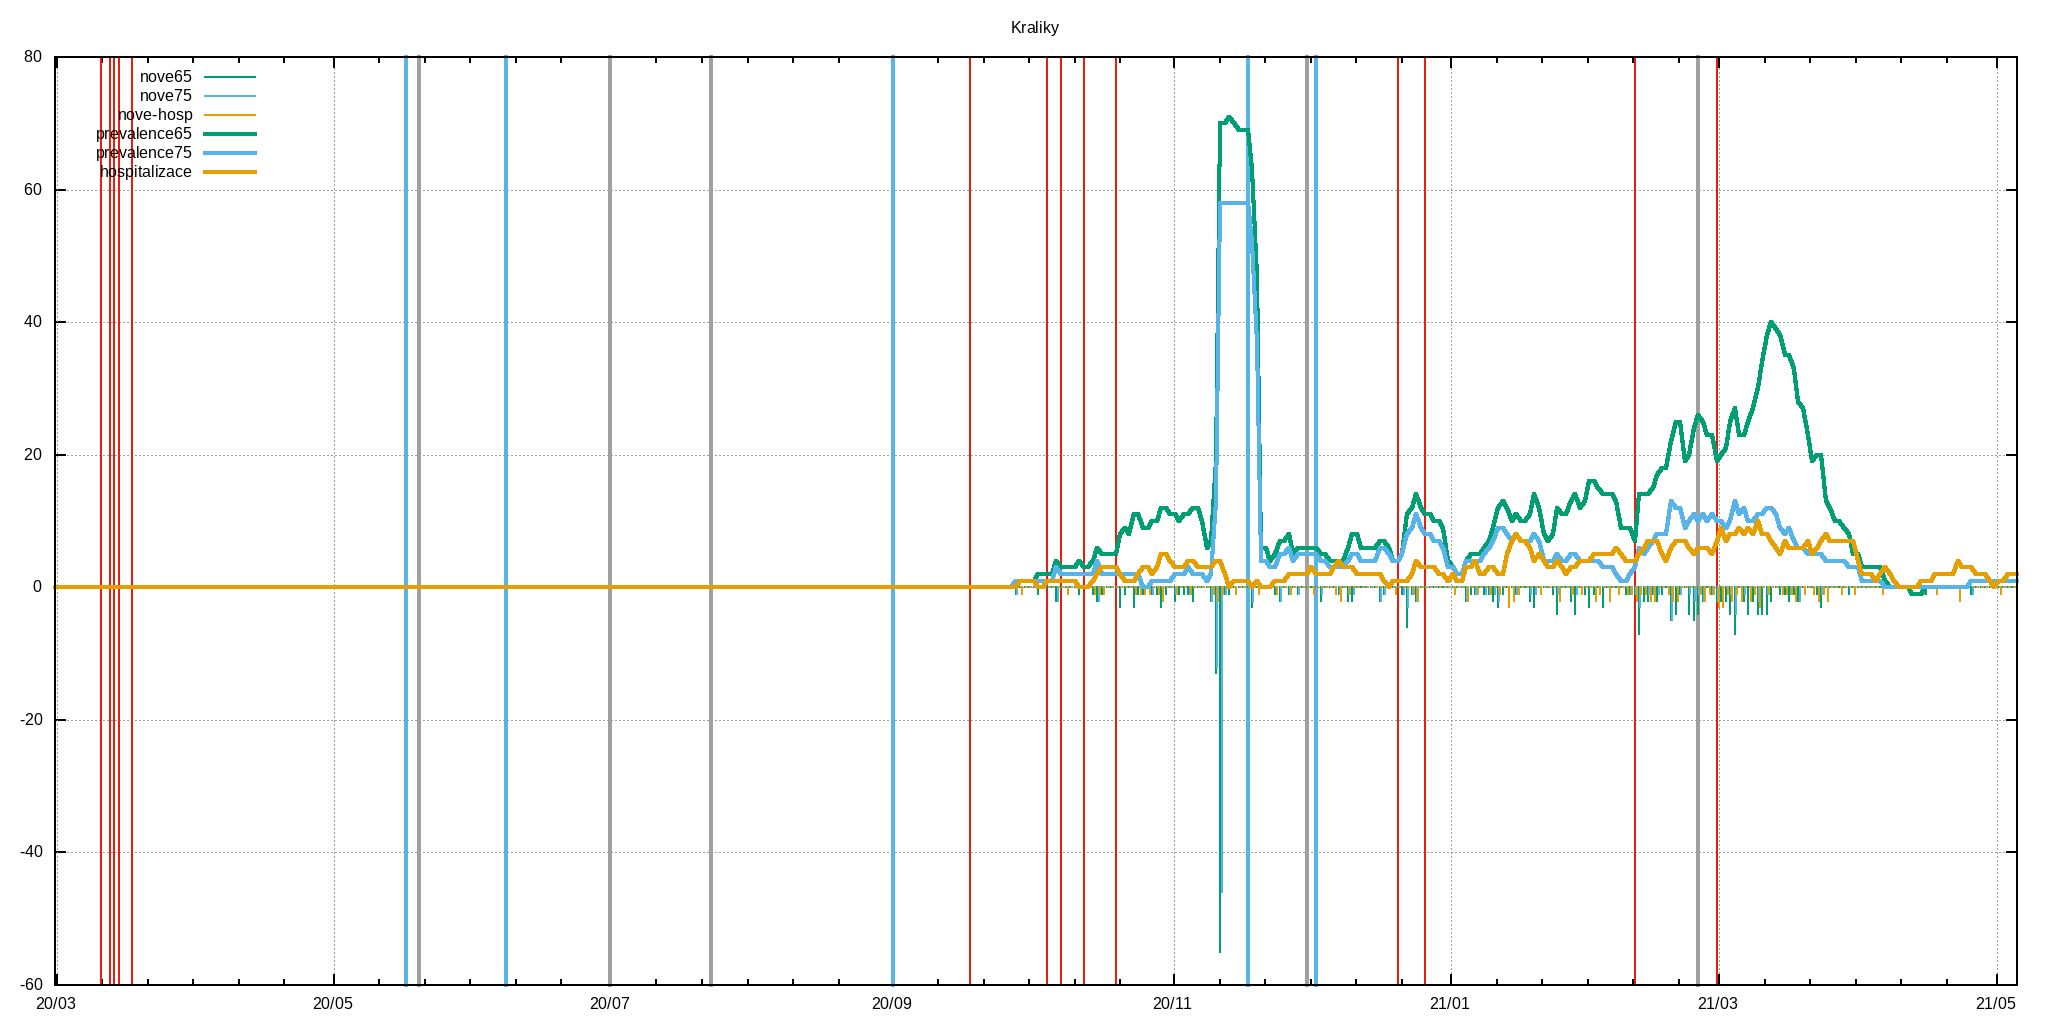 Kraliky
80
60
40
20
0
-20
-40
-60
nove65
nove75
nove-hosp
prevalence65
prevalence75
hospitalizace
20/03 20/05 20/07 20/09 20/11 21/01 21/03 21/05